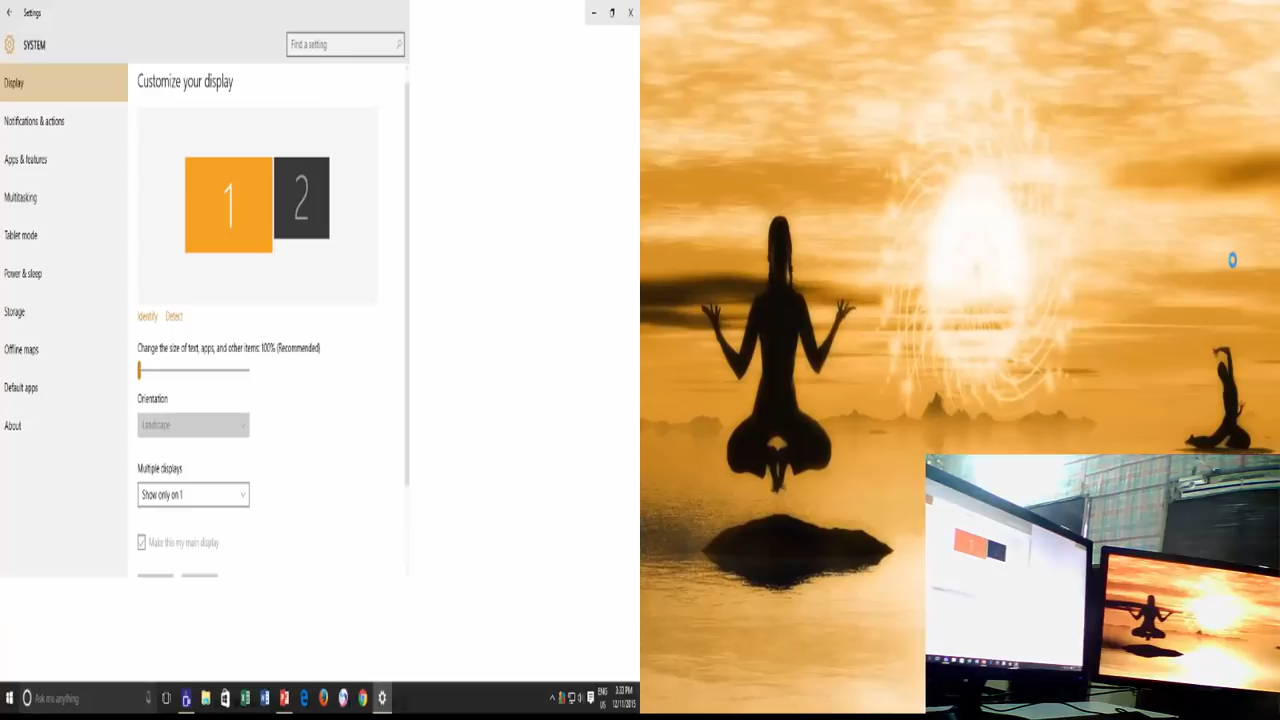 Settings
SYSTEM
Find a setting
Display
Notifications & actions
Apps & features
Multitasking
Tablet mode
Power & sleep
Storage
Offline maps
Default apps
About
Customize your display
1
2
Identify Detect
Change the size of text, apps, and other items: 100% (Recommended)
Orientation
Landscape
Multiple displays
Show only on 1
Make this my main display
Ask me anything
ENG
US
3:33 PM
12/11/2015